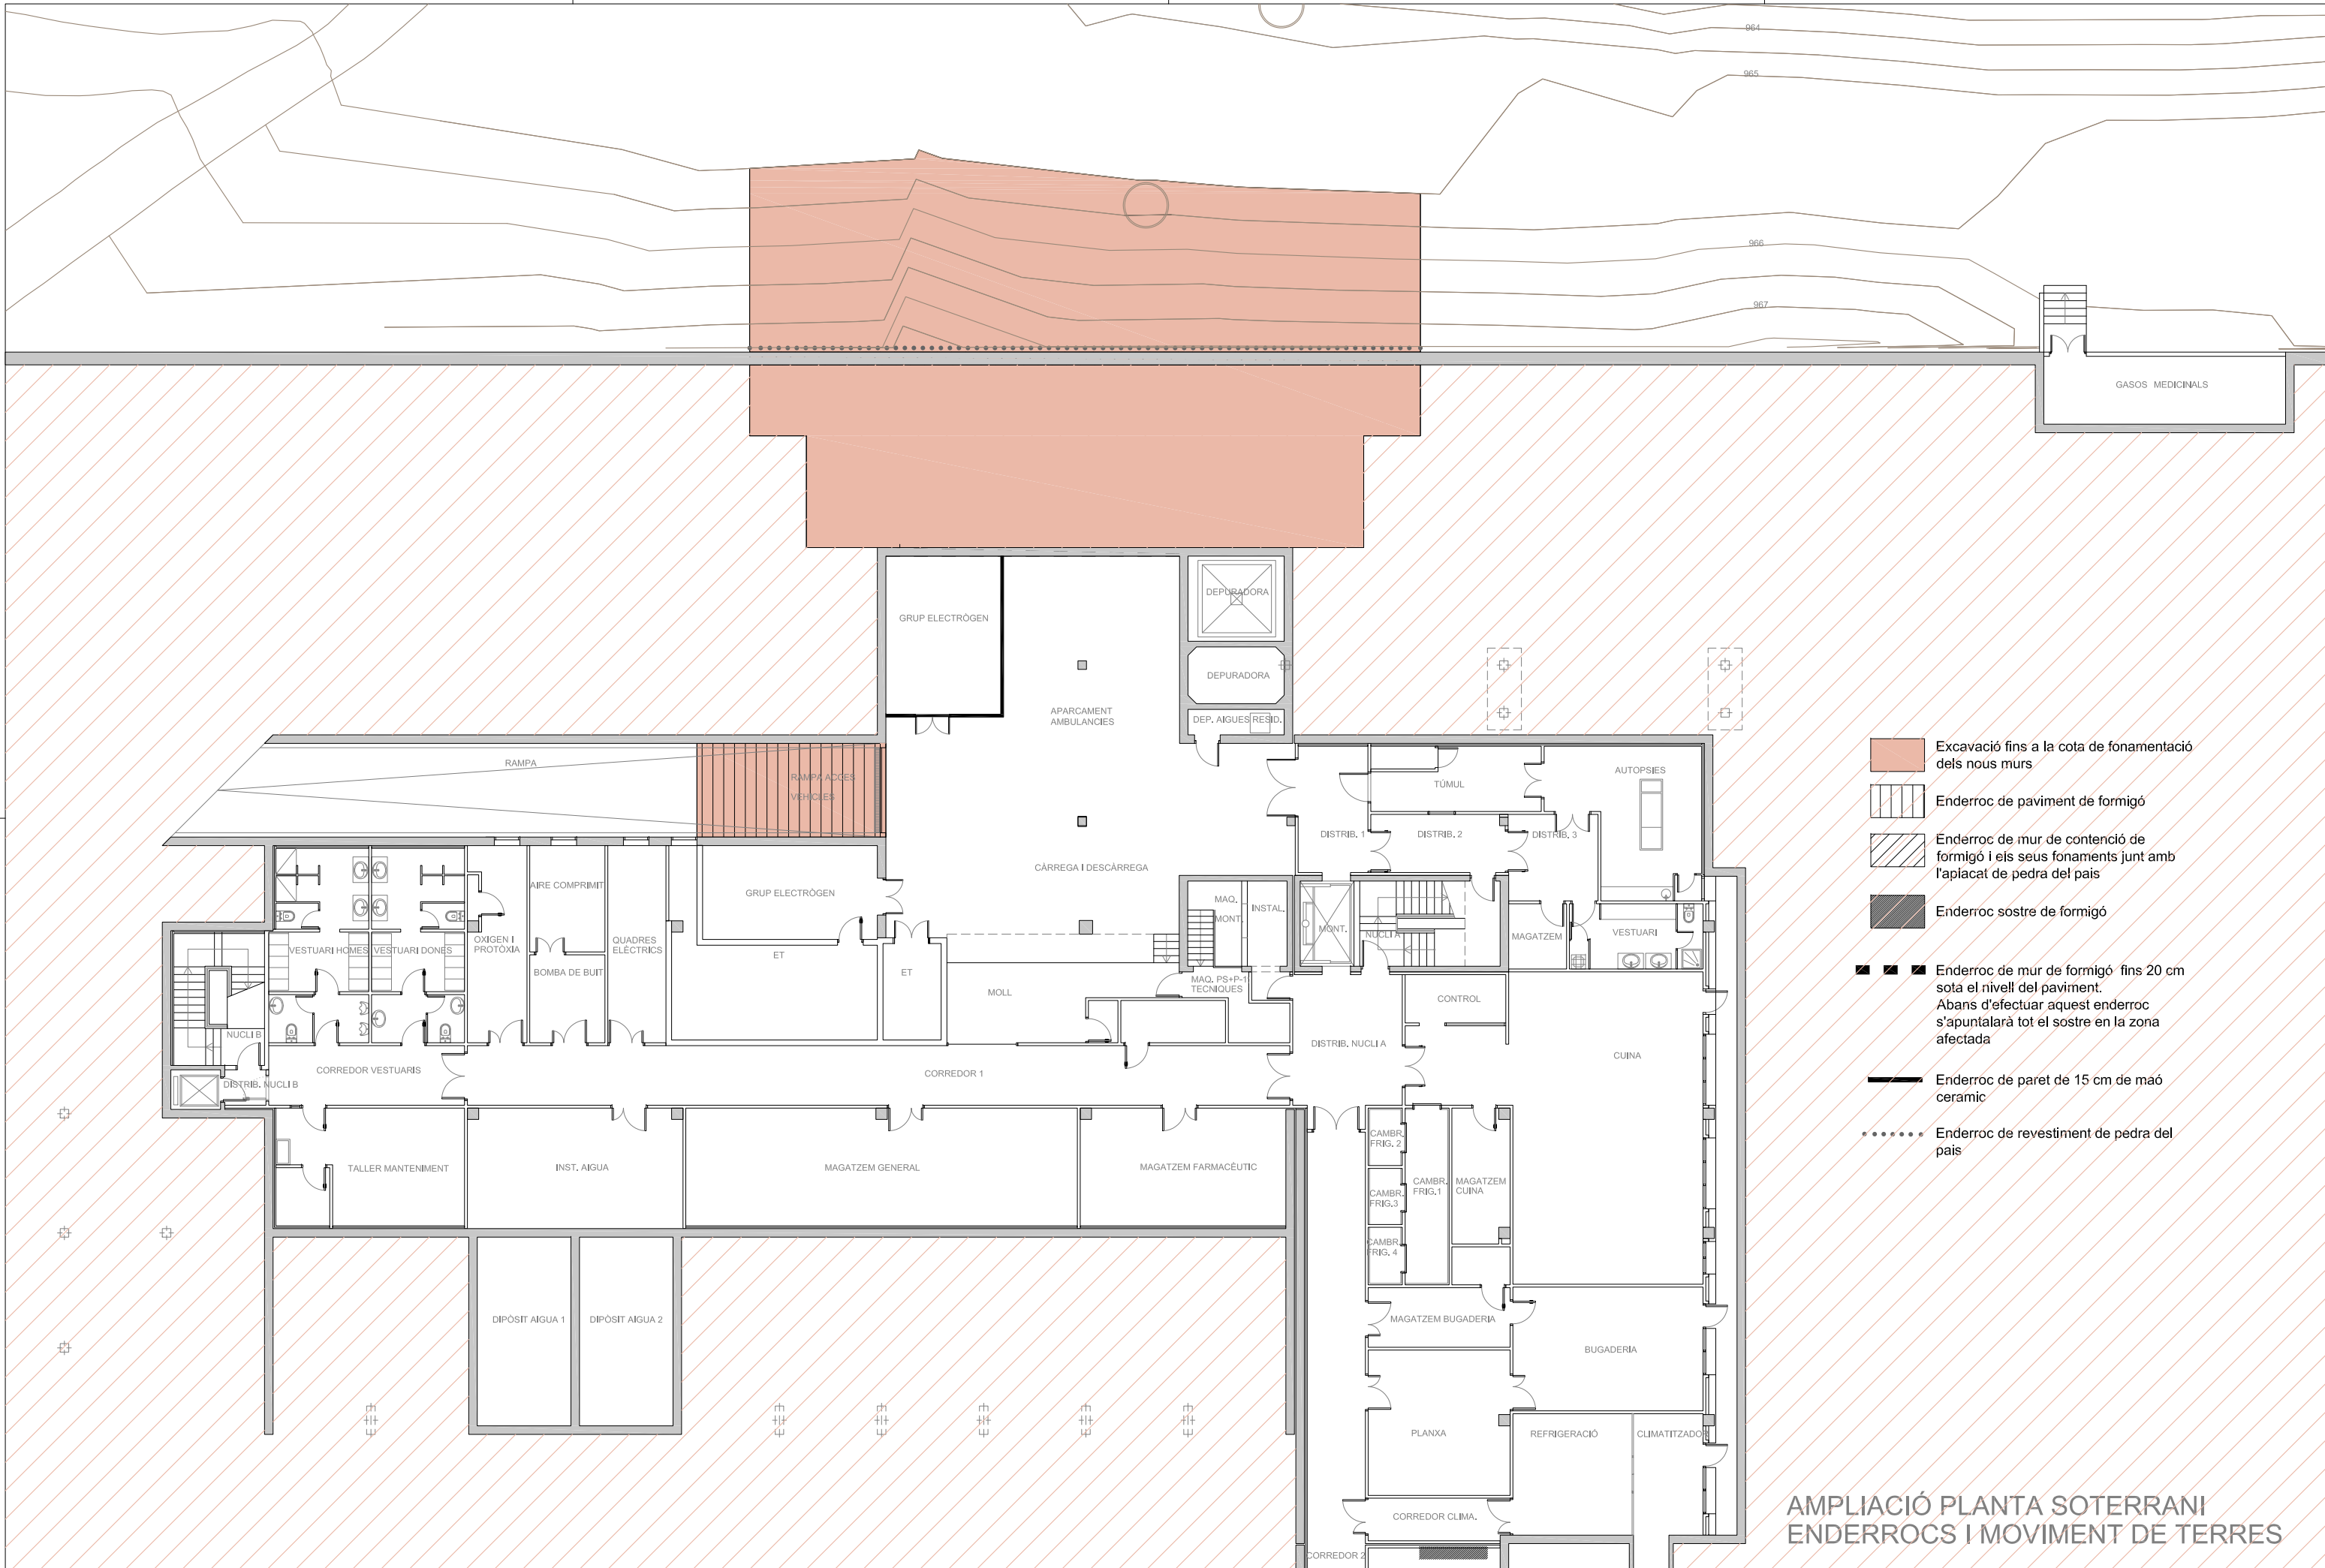 964
965
966
967
GASOS MEDICINALS
DEPURADORA
GRUP ELECTRÒGEN
DEPURADORA
APARCAMENT
AMBULANCIES
DEP. AIGUES RESID.
RAMPA
RAMPA ACCES
VEHICLES
TÚMUL
AUTOPSIES
DISTRIB. 1
DISTRIB. 2
DISTRIB. 3
CÀRREGA I DESCÀRREGA
AIRE COMPRIMIT
GRUP ELECTRÒGEN
MAQ.
MONT.
INSTAL.
MONT.
NUCLI A
MAGATZEM
VESTUARI
VESTUARI HOMES
VESTUARI DONES
OXIGEN I
PROTÒXIA
QUADRES
ELÈCTRICS
ET
BOMBA DE BUIT
ET
MOLL
MAQ. PS+P-1
TECNIQUES
CONTROL
NUCLI B
DISTRIB. NUCLI A
CUINA
CORREDOR VESTUARIS
DISTRIB. NUCLI B
CORREDOR 1
TALLER MANTENIMENT
INST. AIGUA
MAGATZEM GENERAL
MAGATZEM FARMACÈUTIC
CAMBR.
FRIG. 2
CAMBR.
FRIG.3
CAMBR.
FRIG. 4
CAMBR.
FRIG.1
MAGATZEM
CUINA
DIPÒSIT AIGUA 1
DIPÒSIT AIGUA 2
MAGATZEM BUGADERIA
BUGADERIA
PLANXA
REFRIGERACIÓ
CLIMATITZADOR
CORREDOR CLIMA.
CORREDOR 2
Excavació fins a la cota de fonamentació
dels nous murs
Enderroc de paviment de formigó
Enderroc de mur de contenció de
formigó i els seus fonaments junt amb
l'aplacat de pedra del pais
Enderroc sostre de formigó
Enderroc de mur de formigó fins 20 cm
sota el nivell del paviment.
Abans d'efectuar aquest enderroc
s'apuntalarà tot el sostre en la zona
afectada
Enderroc de paret de 15 cm de maó
ceramic
Enderroc de revestiment de pedra del
pais
AMPLIACIÓ PLANTA SOTERRANI
ENDERROCS I MOVIMENT DE TERRES